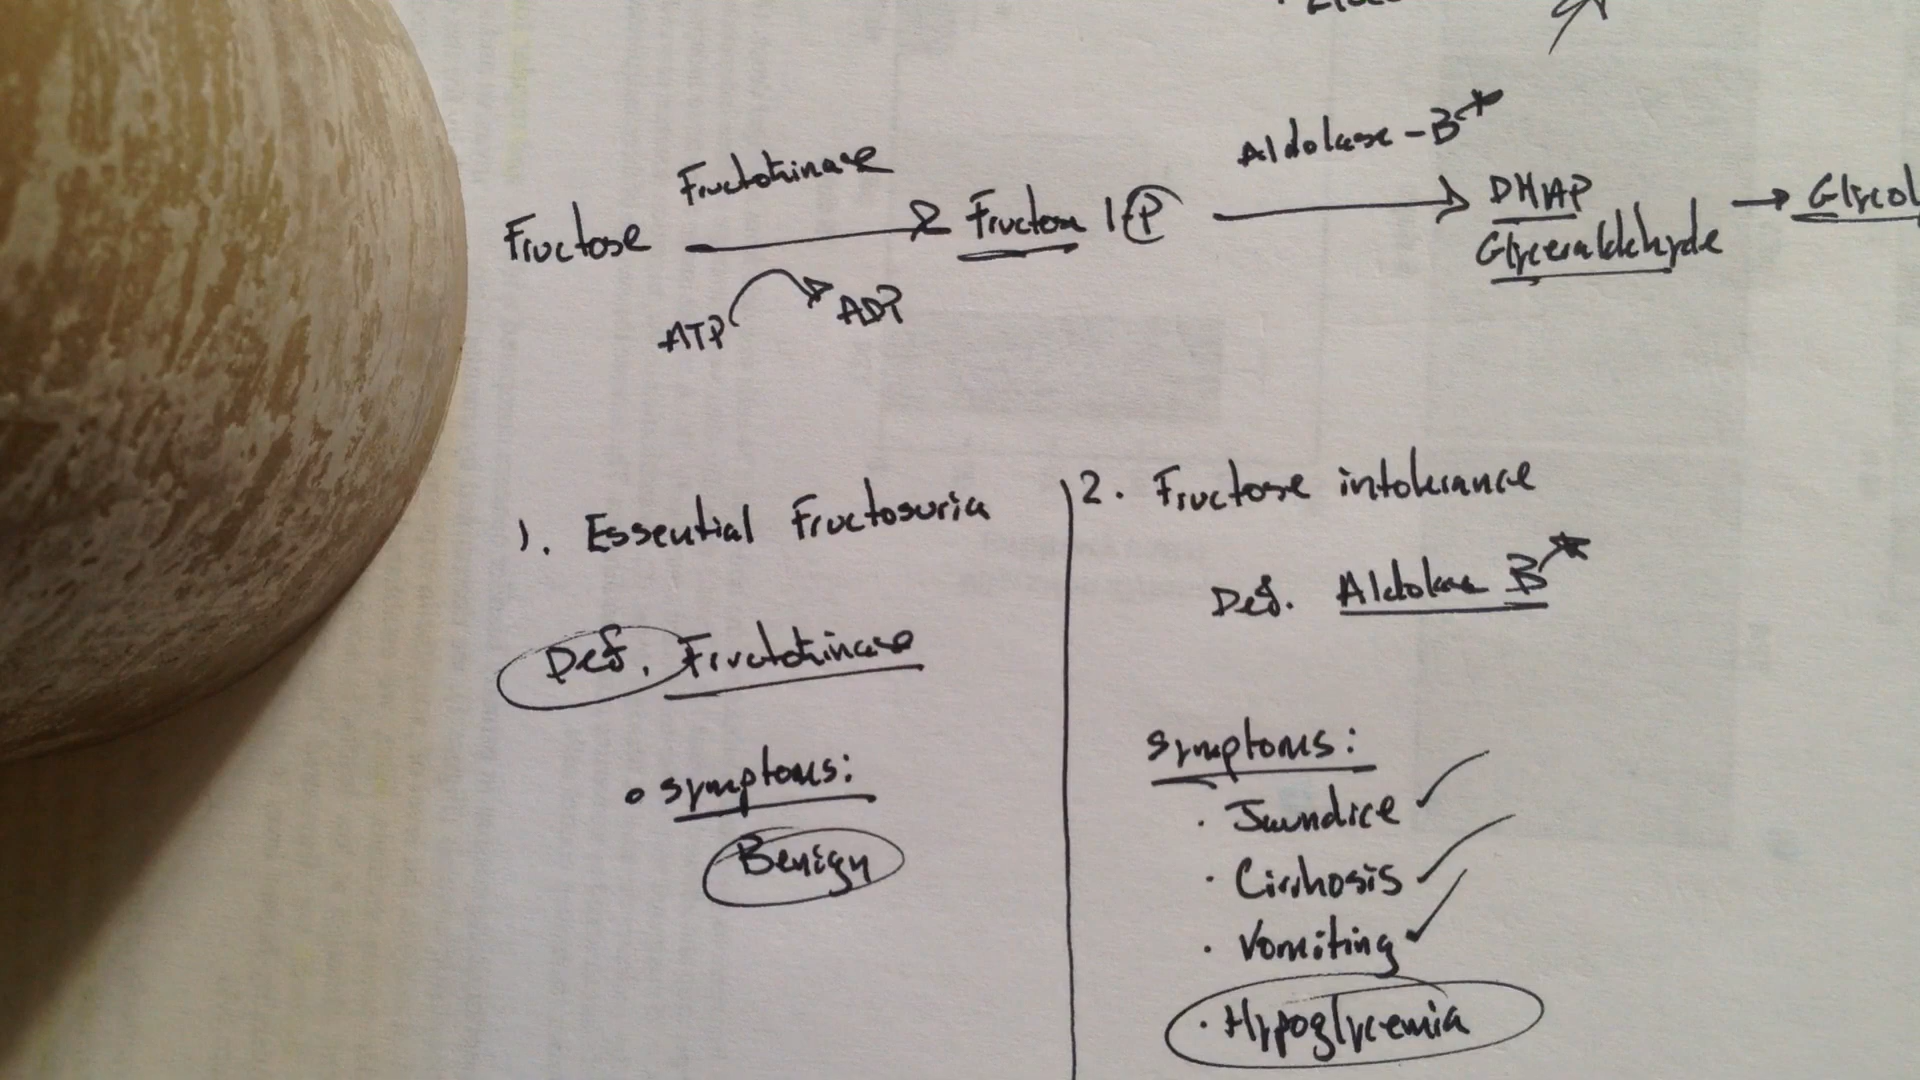 Fructokinase
Aldolase-B*
Fructose → Fructose 1-P → DHAP → Glycol
Glyceraldehyde
ATP → ADP
1. Essential Fructosuria
Def. Fructokinase
symptoms:
Benign
2. Fructose intolerance
Def. Aldolase B*
symptoms:
· Jaundice ✓
· Cirrhosis ✓
· Vomiting ✓
· Hypoglycemia